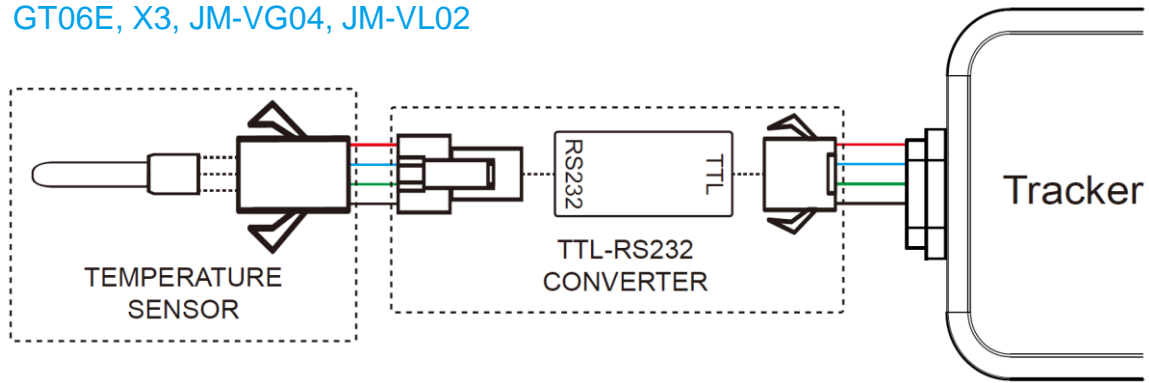 GT06E, X3, JM-VG04, JM-VL02
RS232
TTL
Tracker
TTL-RS232
CONVERTER
TEMPERATURE
SENSOR